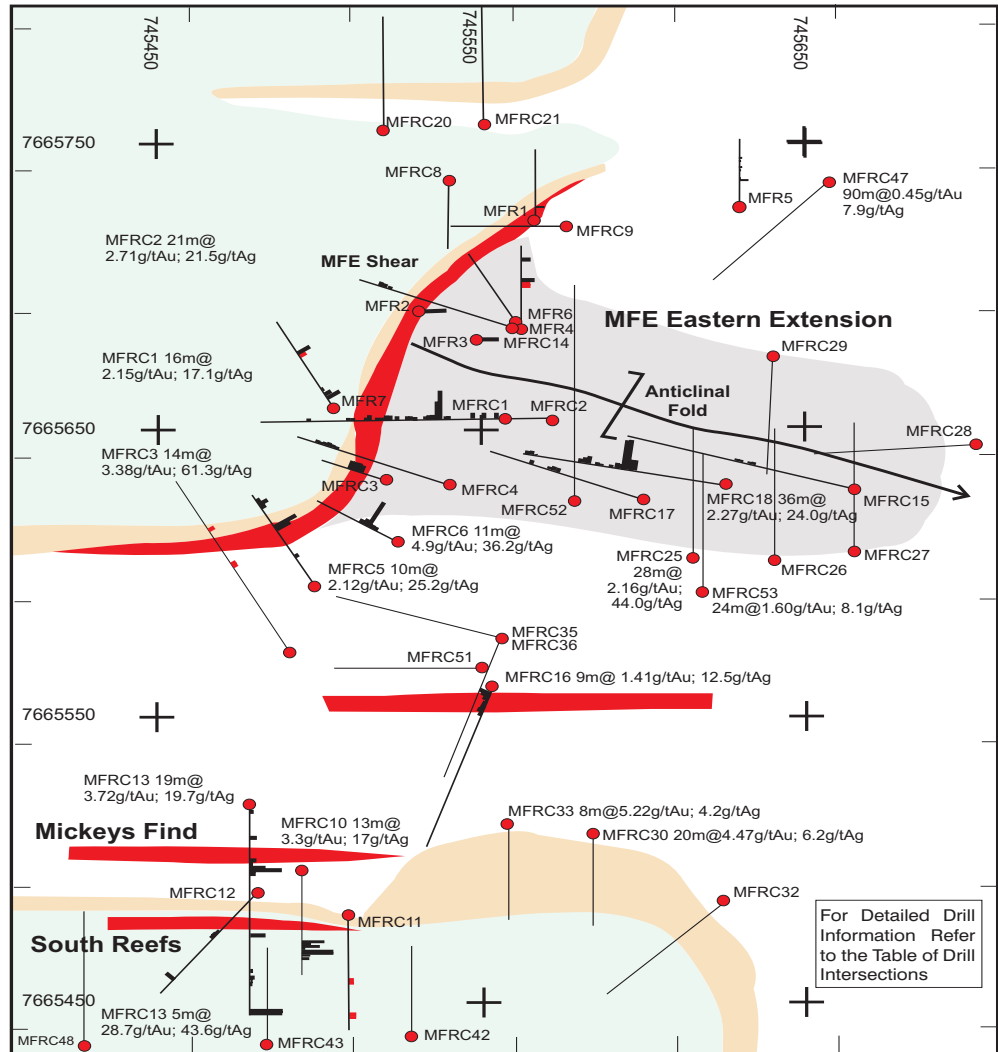 745450
745550
745650
MFRC20
MFRC21
7665750
MFRC8
MFRC47
90m@0.45g/tAu
7.9g/tAg
MFR5
MFR1
MFRC9
MFRC2 21m@
2.71g/tAu; 21.5g/tAg
MFE Shear
MFR2
MFR6
MFR4
MFR3
MFRC14
MFE Eastern Extension
MFRC29
MFRC1 16m@
2.15g/tAu; 17.1g/tAg
Anticlinal
Fold
MFR7
MFRC1
MFRC2
MFRC28
7665650
MFRC3 14m@
3.38g/tAu; 61.3g/tAg
MFRC3
MFRC4
MFRC52
MFRC17
MFRC18 36m@
2.27g/tAu; 24.0g/tAg
MFRC15
MFRC6 11m@
4.9g/tAu; 36.2g/tAg
MFRC25
28m@
2.16g/tAu;
44.0g/tAg
MFRC26
MFRC27
MFRC5 10m@
2.12g/tAu; 25.2g/tAg
MFRC53
24m@1.60g/tAu; 8.1g/tAg
MFRC35
MFRC36
MFRC51
MFRC16 9m@ 1.41g/tAu; 12.5g/tAg
7665550
MFRC13 19m@
3.72g/tAu; 19.7g/tAg
MFRC33 8m@5.22g/tAu; 4.2g/tAg
Mickeys Find
MFRC10 13m@
3.3g/tAu; 17g/tAg
MFRC30 20m@4.47g/tAu; 6.2g/tAg
MFRC12
MFRC32
MFRC11
South Reefs
For Detailed Drill
Information Refer
to the Table of Drill
Intersections
7665450
MFRC13 5m@
28.7g/tAu; 43.6g/tAg
MFRC48
MFRC43
MFRC42